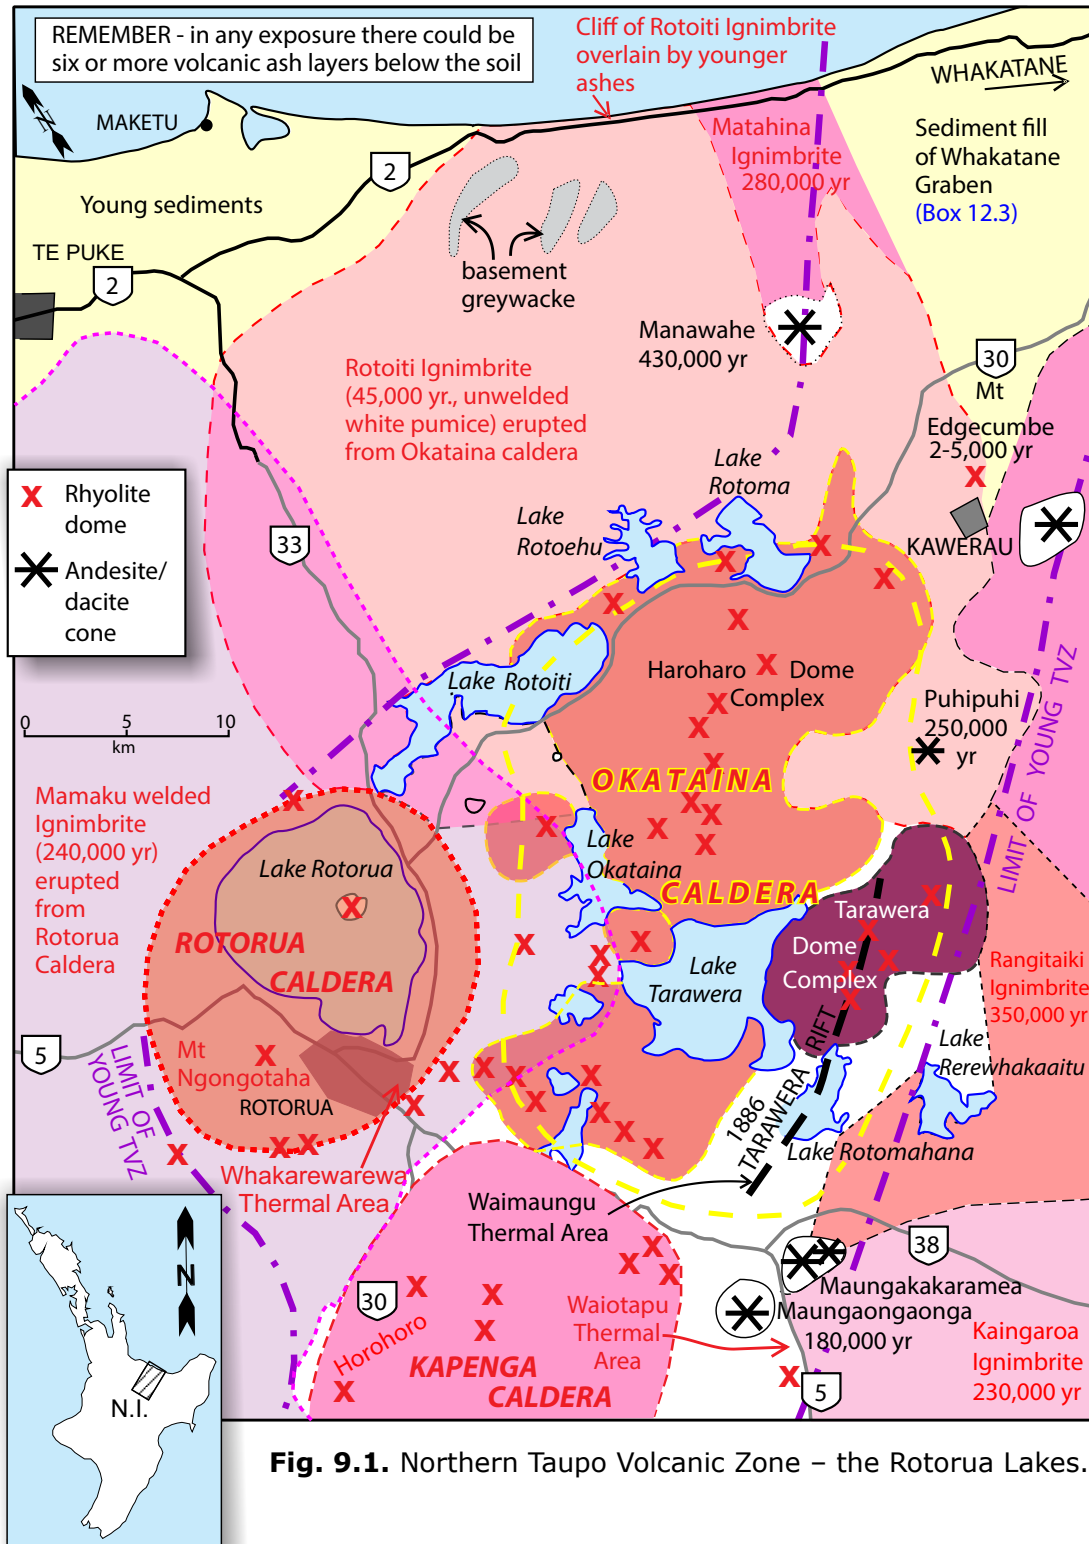 REMEMBER - in any exposure there could be
six or more volcanic ash layers below the soil
Cliff of Rotoiti Ignimbrite
overlain by younger
ashes
WHAKATANE
N
MAKETU
2
Matahina
Ignimbrite
280,000 yr
Sediment fill
of Whakatane
Graben
(Box 12.3)
Young sediments
TE PUKE
2
basement
greywacke
Manawahe
430,000 yr
30
Mt
Edgecumbe
2-5,000 yr
Rotoiti Ignimbrite
(45,000 yr., unwelded
white pumice) erupted
from Okataina caldera
Lake
Rotoma
Lake
Rotoehu
X Rhyolite
dome
Andesite/
dacite
cone
33
KAWERAU
Haroharo Dome
Complex
Lake Rotoiti
Puhipuhi
250,000
yr
LIMIT OF YOUNG TVZ
0 5 10
km
OKATAINA
CALDERA
Mamaku welded
Ignimbrite
(240,000 yr)
erupted
from
Rotorua
Caldera
Lake Rotorua
Lake
Okataina
ROTORUA
CALDERA
Tarawera
Dome
Complex
Lake
Tarawera
Rangitaiki
Ignimbrite
350,000 yr
5
LIMIT OF
YOUNG TVZ
Mt
Ngongotaha
ROTORUA
Lake
Rerewhakaaitu
1886
TARAWERA RIFT
Lake Rotomahana
Whakarewarewa
Thermal Area
Waimaungu
Thermal Area
38
N
N.I.
30
Horohoro
KAPENGA
CALDERA
Waiotapu
Thermal
Area
Maungakakaramea
Maungaongaonga
180,000 yr
Kaingaroa
Ignimbrite
230,000 yr
5
Fig. 9.1. Northern Taupo Volcanic Zone – the Rotorua Lakes.